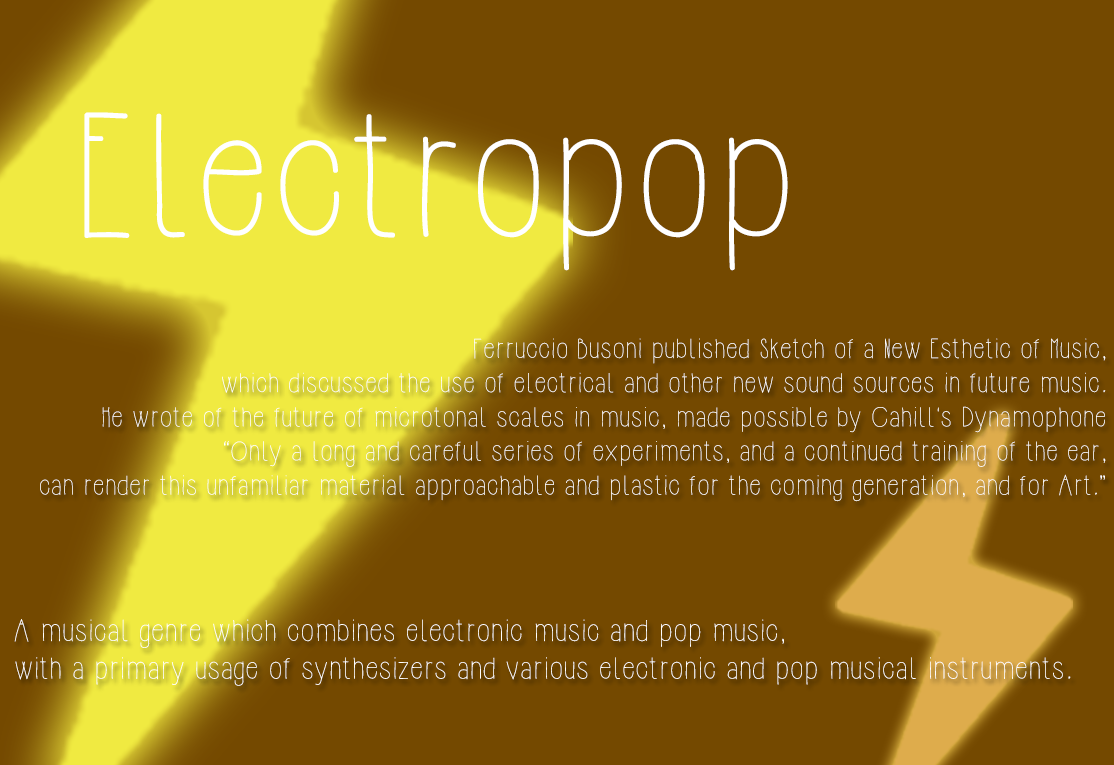 Electropop
Ferruccio Busoni published Sketch of a New Esthetic of Music,
which discussed the use of electrical and other new sound sources in future music.
He wrote of the future of microtonal scales in music, made possible by Cahill's Dynamophone
"Only a long and careful series of experiments, and a continued training of the ear,
can render this unfamiliar material approachable and plastic for the coming generation, and for Art."
A musical genre which combines electronic music and pop music,
with a primary usage of synthesizers and various electronic and pop musical instruments.